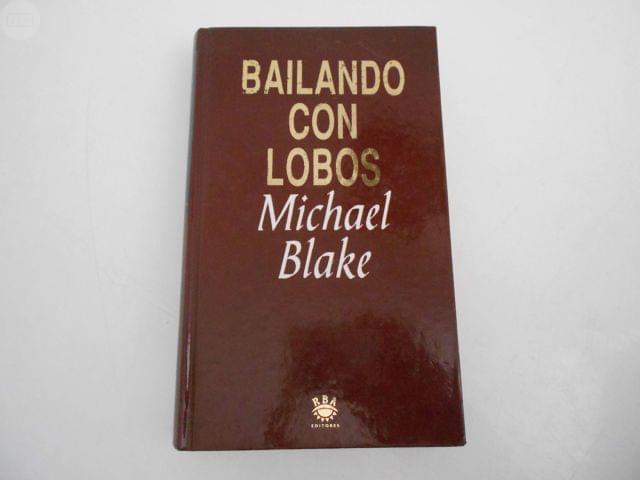 BAILANDO
CON
LOBOS
Michael
Blake
RBA
EDITORES